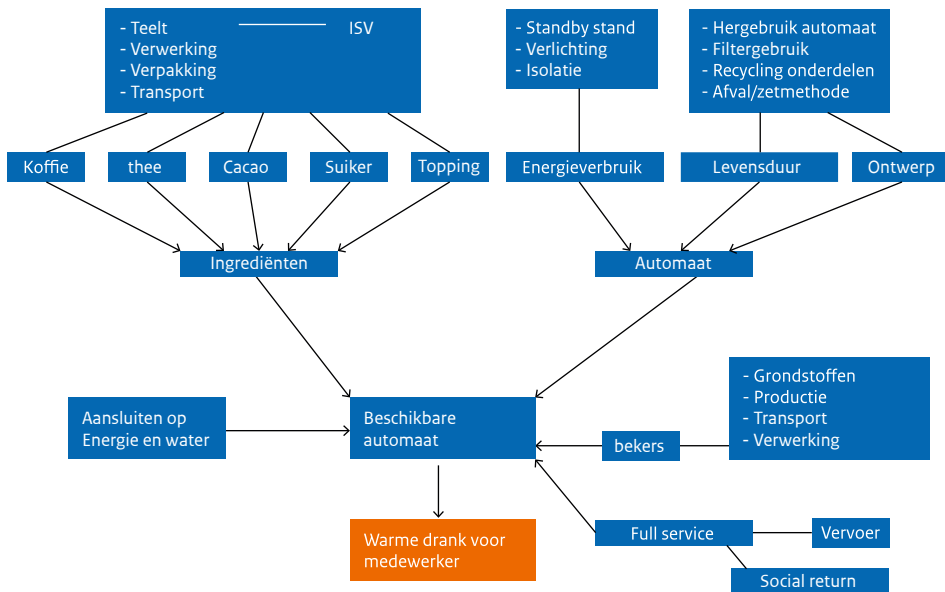 - Teelt
ISV
- Verwerking
- Verpakking
- Transport
- Standby stand
- Verlichting
- Isolatie
- Hergebruik automaat
- Filtergebruik
- Recycling onderdelen
- Afval/zetmethode
Koffie
thee
Cacao
Suiker
Topping
Energieverbruik
Levensduur
Ontwerp
Ingrediënten
Automaat
Aansluiten op
Energie en water
Beschikbare
automaat
bekers
- Grondstoffen
- Productie
- Transport
- Verwerking
Warme drank voor
medewerker
Full service
Vervoer
Social return